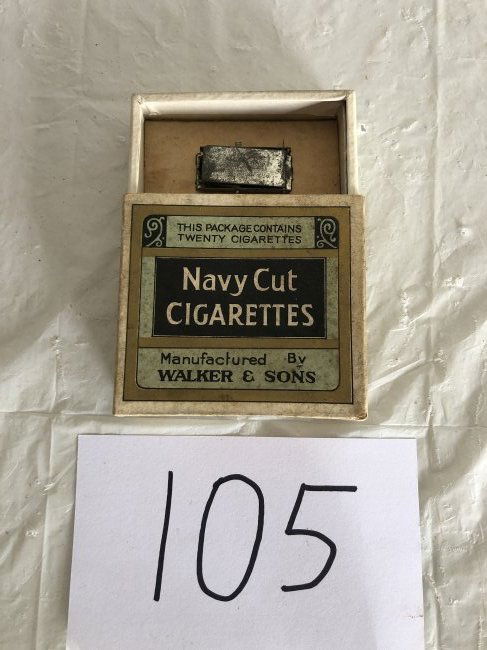 THIS PACKAGE CONTAINS
TWENTY CIGARETTES
Navy Cut
CIGARETTES
Manufactured By
WALKER & SONS
105